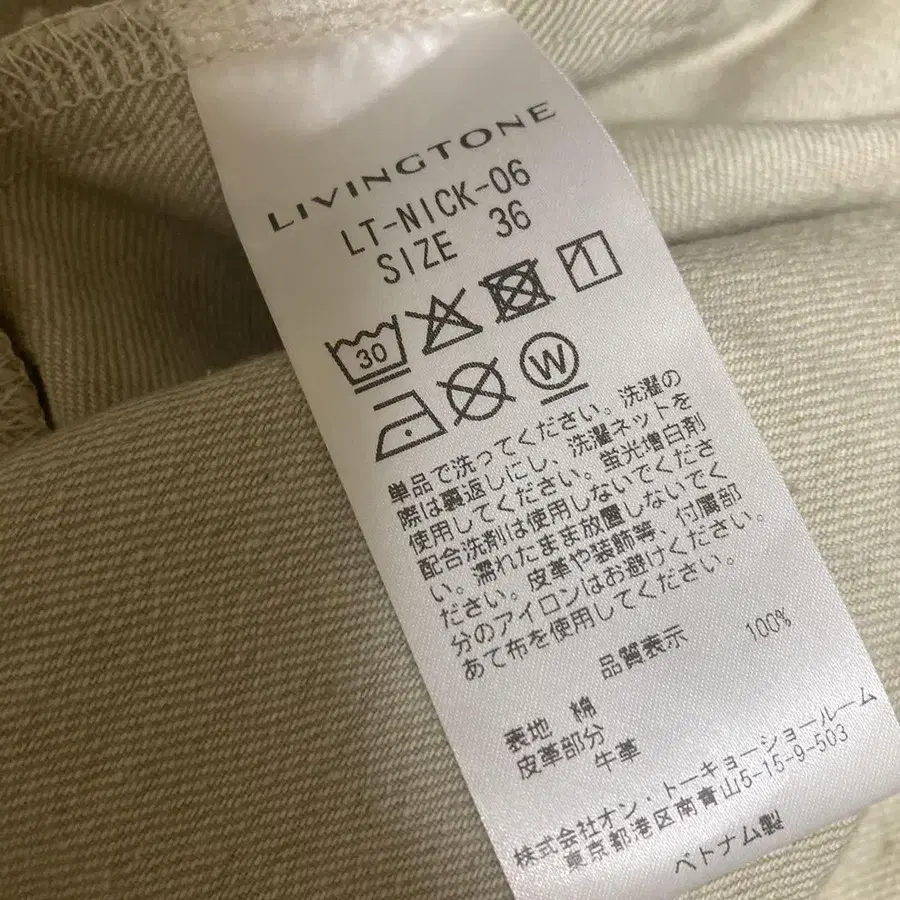 LIVINGTONE
LT-NICK-06
SIZE 36
30
W
単品で洗ってください。洗濯の
際は裏返しにし、洗濯ネットを
使用してください。蛍光増白剤
配合洗剤は使用しないでくださ
い。濡れたまま放置しないでく
ださい。皮革や装飾等、付属部
分のアイロンはお避けください。
あて布を使用してください。
品質表示
表地 綿 100%
皮革部分
牛革
株式会社オン・トーキョーショールーム
東京都港区南青山5-15-9-503
ベトナム製